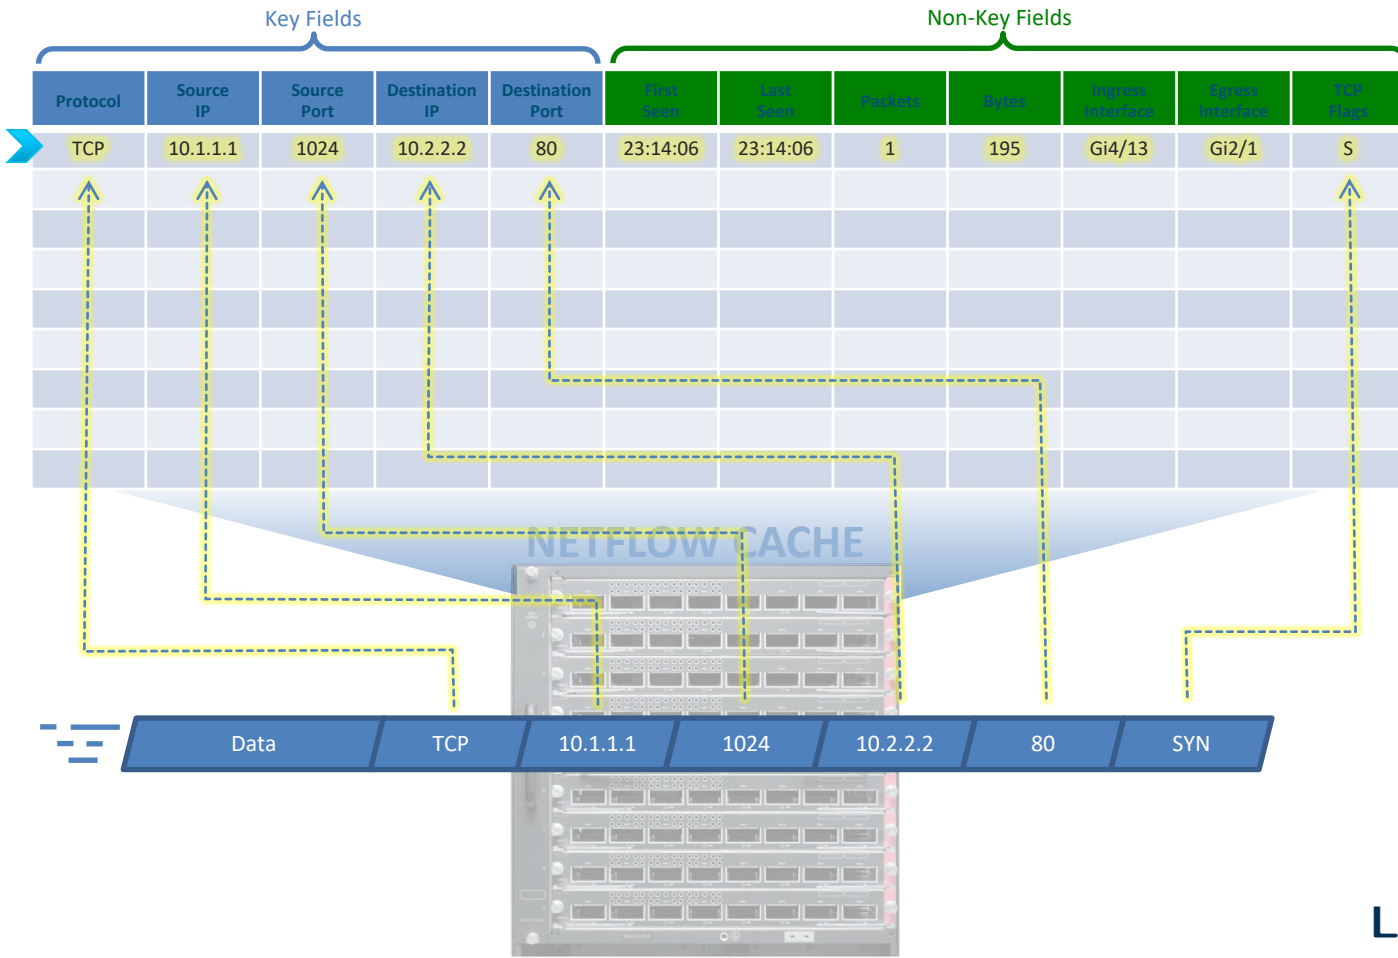 Key Fields
Non-Key Fields
Protocol
Source
IP
Source
Port
Destination
IP
Destination
Port
First
Seen
Last
Seen
Packets
Bytes
Ingress
Interface
Egress
Interface
TCP
Flags
TCP 10.1.1.1 1024 10.2.2.2 80 23:14:06 23:14:06 1 195 Gi4/13 Gi2/1 S
NETFLOW CACHE
Data TCP 10.1.1.1 1024 10.2.2.2 80 SYN
L